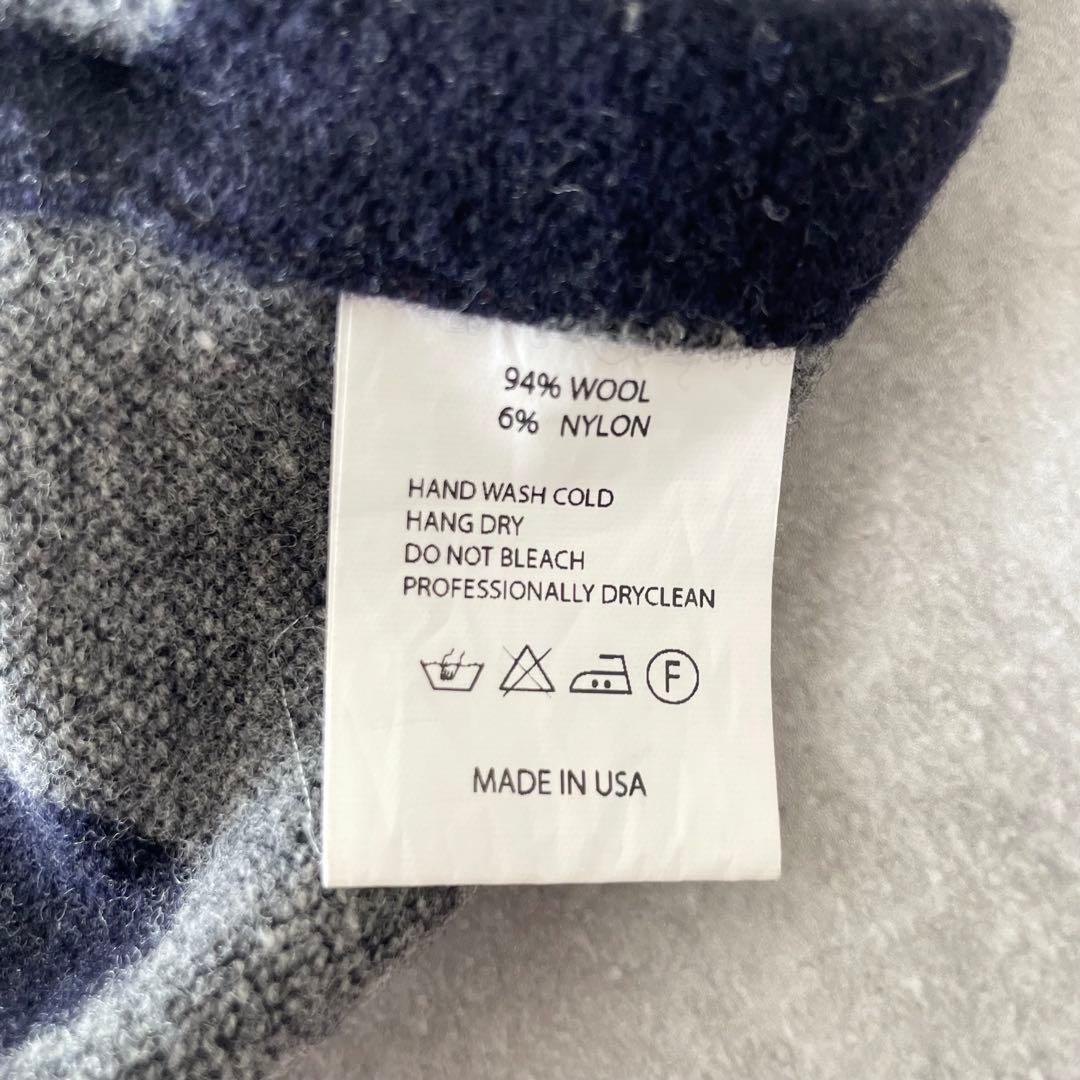 94% WOOL
6% NYLON
HAND WASH COLD
HANG DRY
DO NOT BLEACH
PROFESSIONALLY DRYCLEAN
F
MADE IN USA